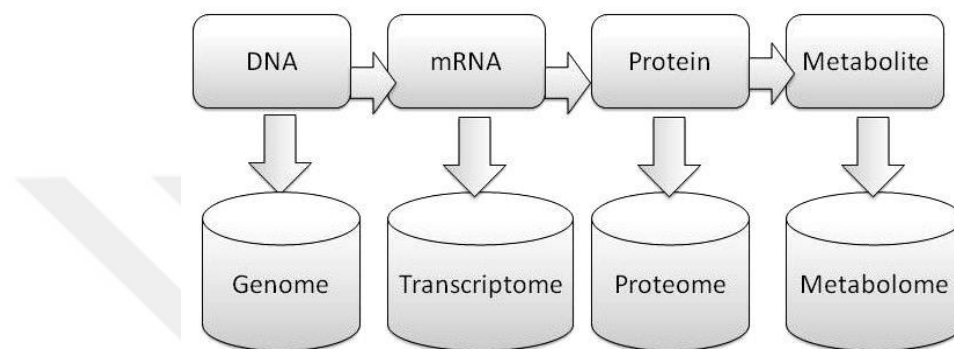 DNA
mRNA
Protein
Metabolite
Genome
Transcriptome
Proteome
Metabolome